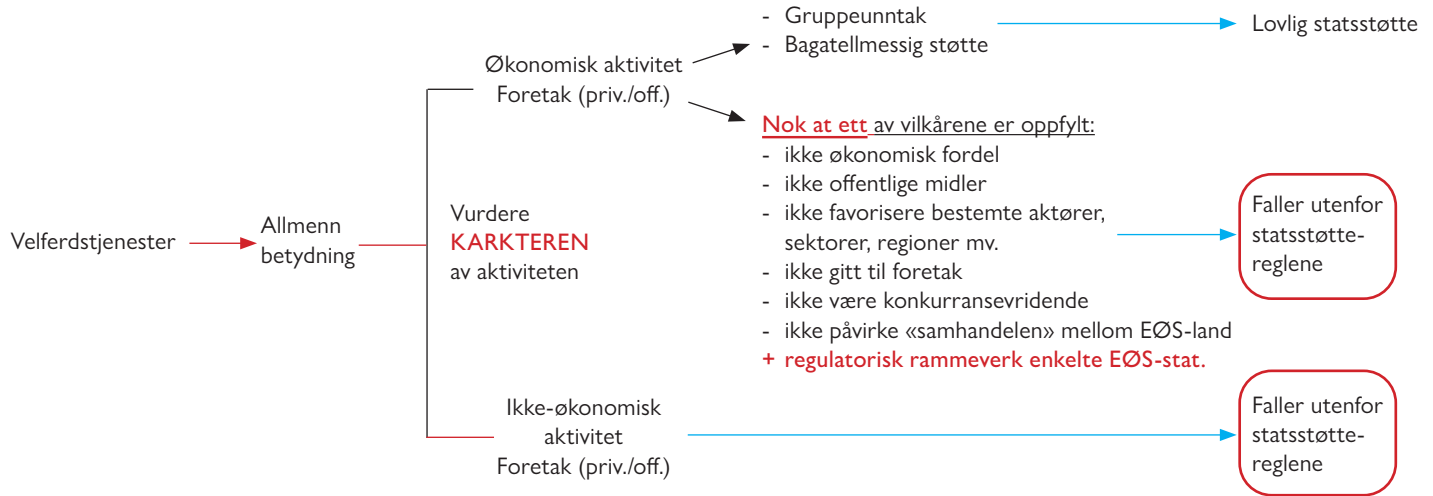 Velferdstjenester
Allmenn
betydning
Økonomisk aktivitet
Foretak (priv./off.)
Vurdere
KARKTEREN
av aktiviteten
Ikke-økonomisk
aktivitet
Foretak (priv./off.)
- Gruppeunntak
- Bagatellmessig støtte
Lovlig statsstøtte
Nok at ett av vilkårene er oppfylt:
- ikke økonomisk fordel
- ikke offentlige midler
- ikke favorisere bestemte aktører,
sektorer, regioner mv.
- ikke gitt til foretak
- ikke være konkurransevridende
- ikke påvirke «samhandelen» mellom EØS-land
+ regulatorisk rammeverk enkelte EØS-stat.
Faller utenfor
statsstøtte-
reglene
Faller utenfor
statsstøtte-
reglene